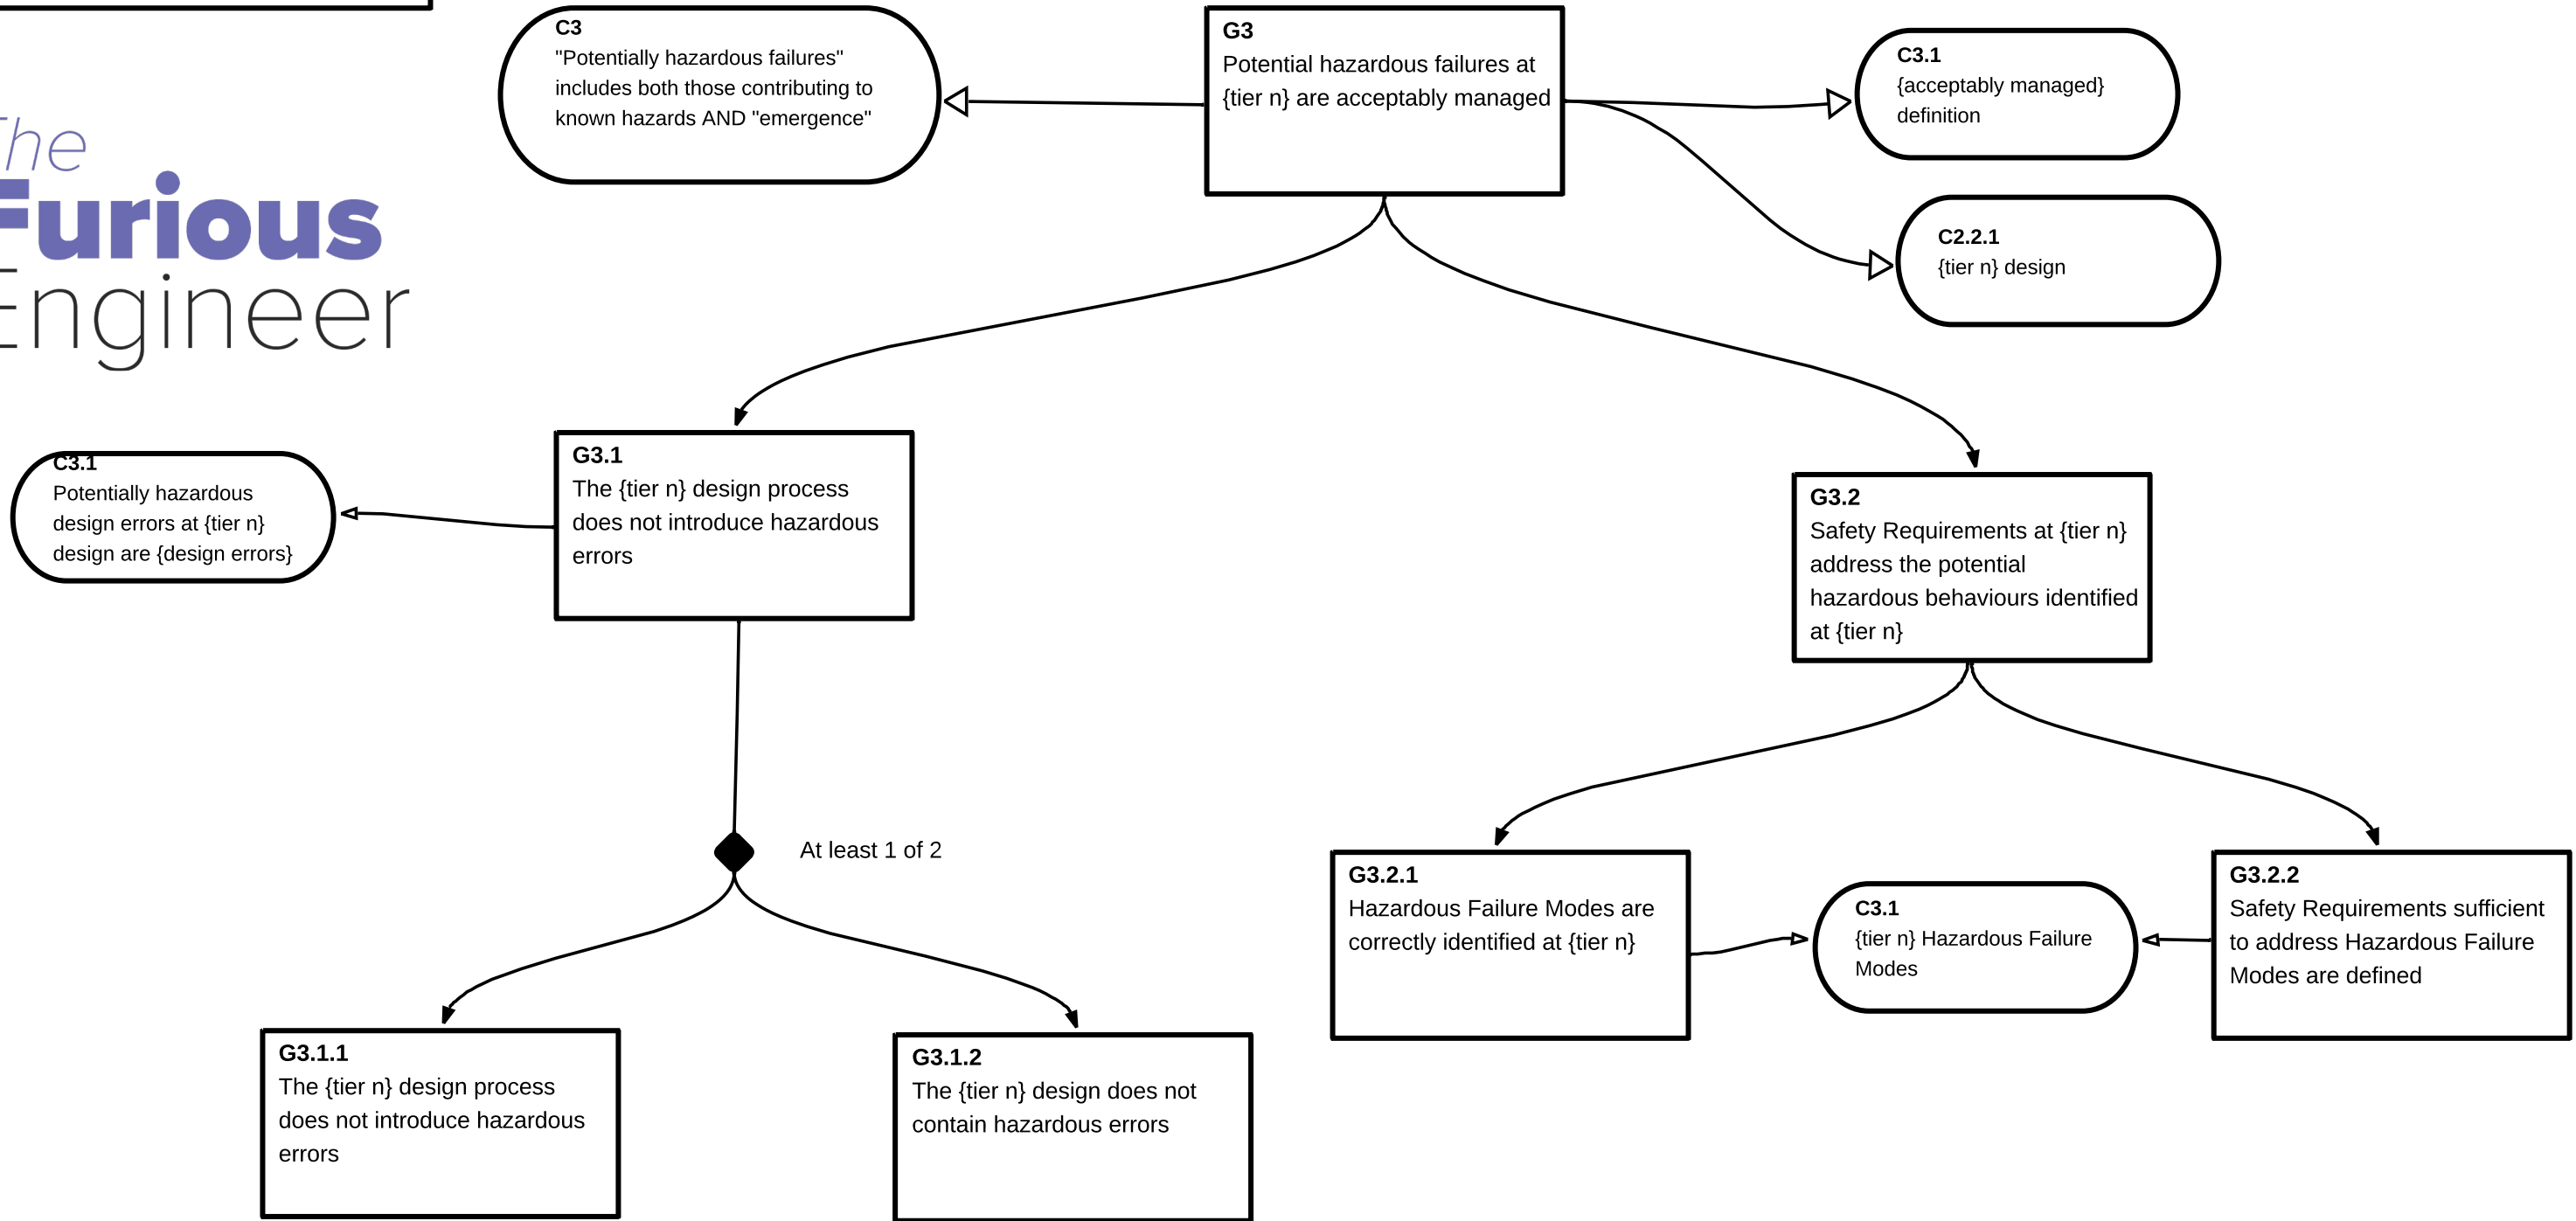 C3
"Potentially hazardous failures"
includes both those contributing to
known hazards AND "emergence"
G3
Potential hazardous failures at
{tier n} are acceptably managed
C3.1
{acceptably managed}
definition
C2.2.1
{tier n} design
The
Furious
Engineer
C3.1
Potentially hazardous
design errors at {tier n}
design are {design errors}
G3.1
The {tier n} design process
does not introduce hazardous
errors
G3.2
Safety Requirements at {tier n}
address the potential
hazardous behaviours identified
at {tier n}
At least 1 of 2
G3.2.1
Hazardous Failure Modes are
correctly identified at {tier n}
C3.1
{tier n} Hazardous Failure
Modes
G3.2.2
Safety Requirements sufficient
to address Hazardous Failure
Modes are defined
G3.1.1
The {tier n} design process
does not introduce hazardous
errors
G3.1.2
The {tier n} design does not
contain hazardous errors